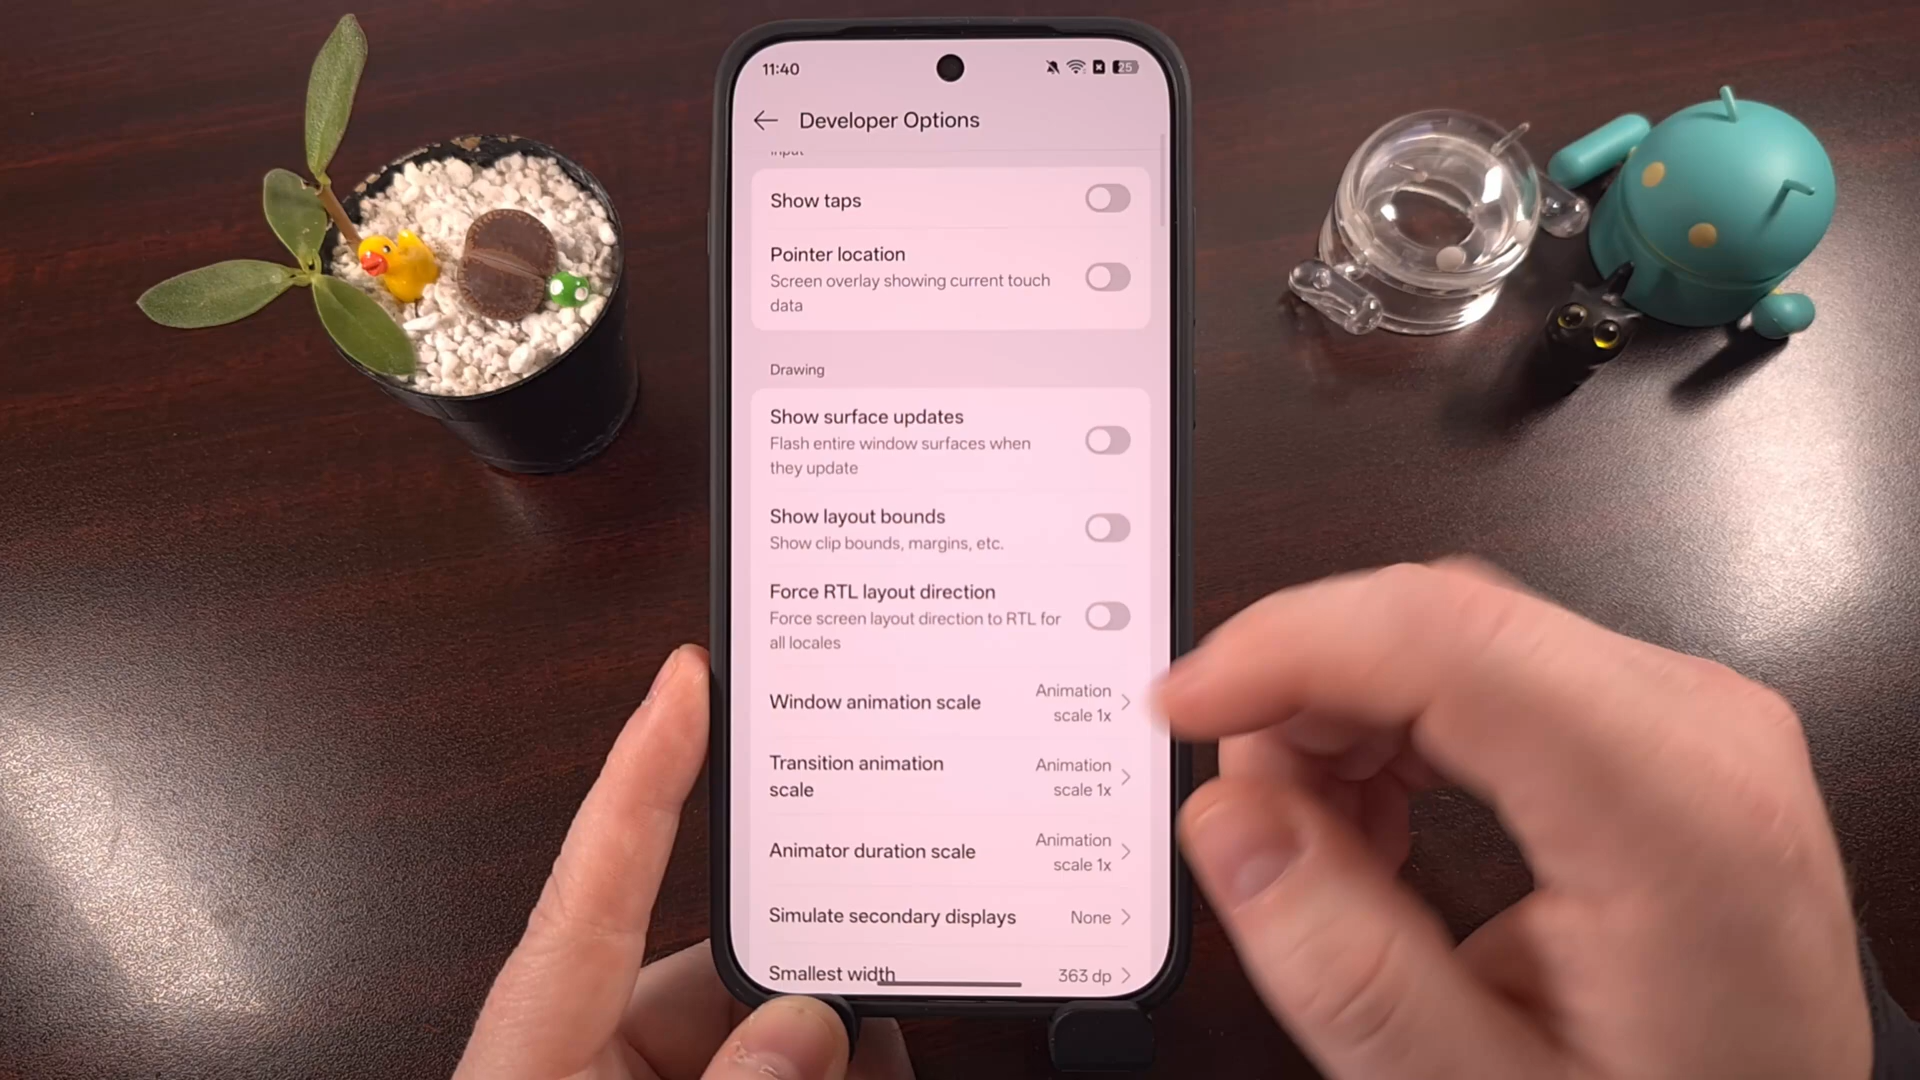 11:40
25
Developer Options
Input
Show taps
Pointer location
Screen overlay showing current touch
data
Drawing
Show surface updates
Flash entire window surfaces when
they update
Show layout bounds
Show clip bounds, margins, etc.
Force RTL layout direction
Force screen layout direction to RTL for
all locales
Window animation scale
Animation
scale 1x
Transition animation
scale
Animation
scale 1x
Animator duration scale
Animation
scale 1x
Simulate secondary displays
None
Smallest width
363 dp